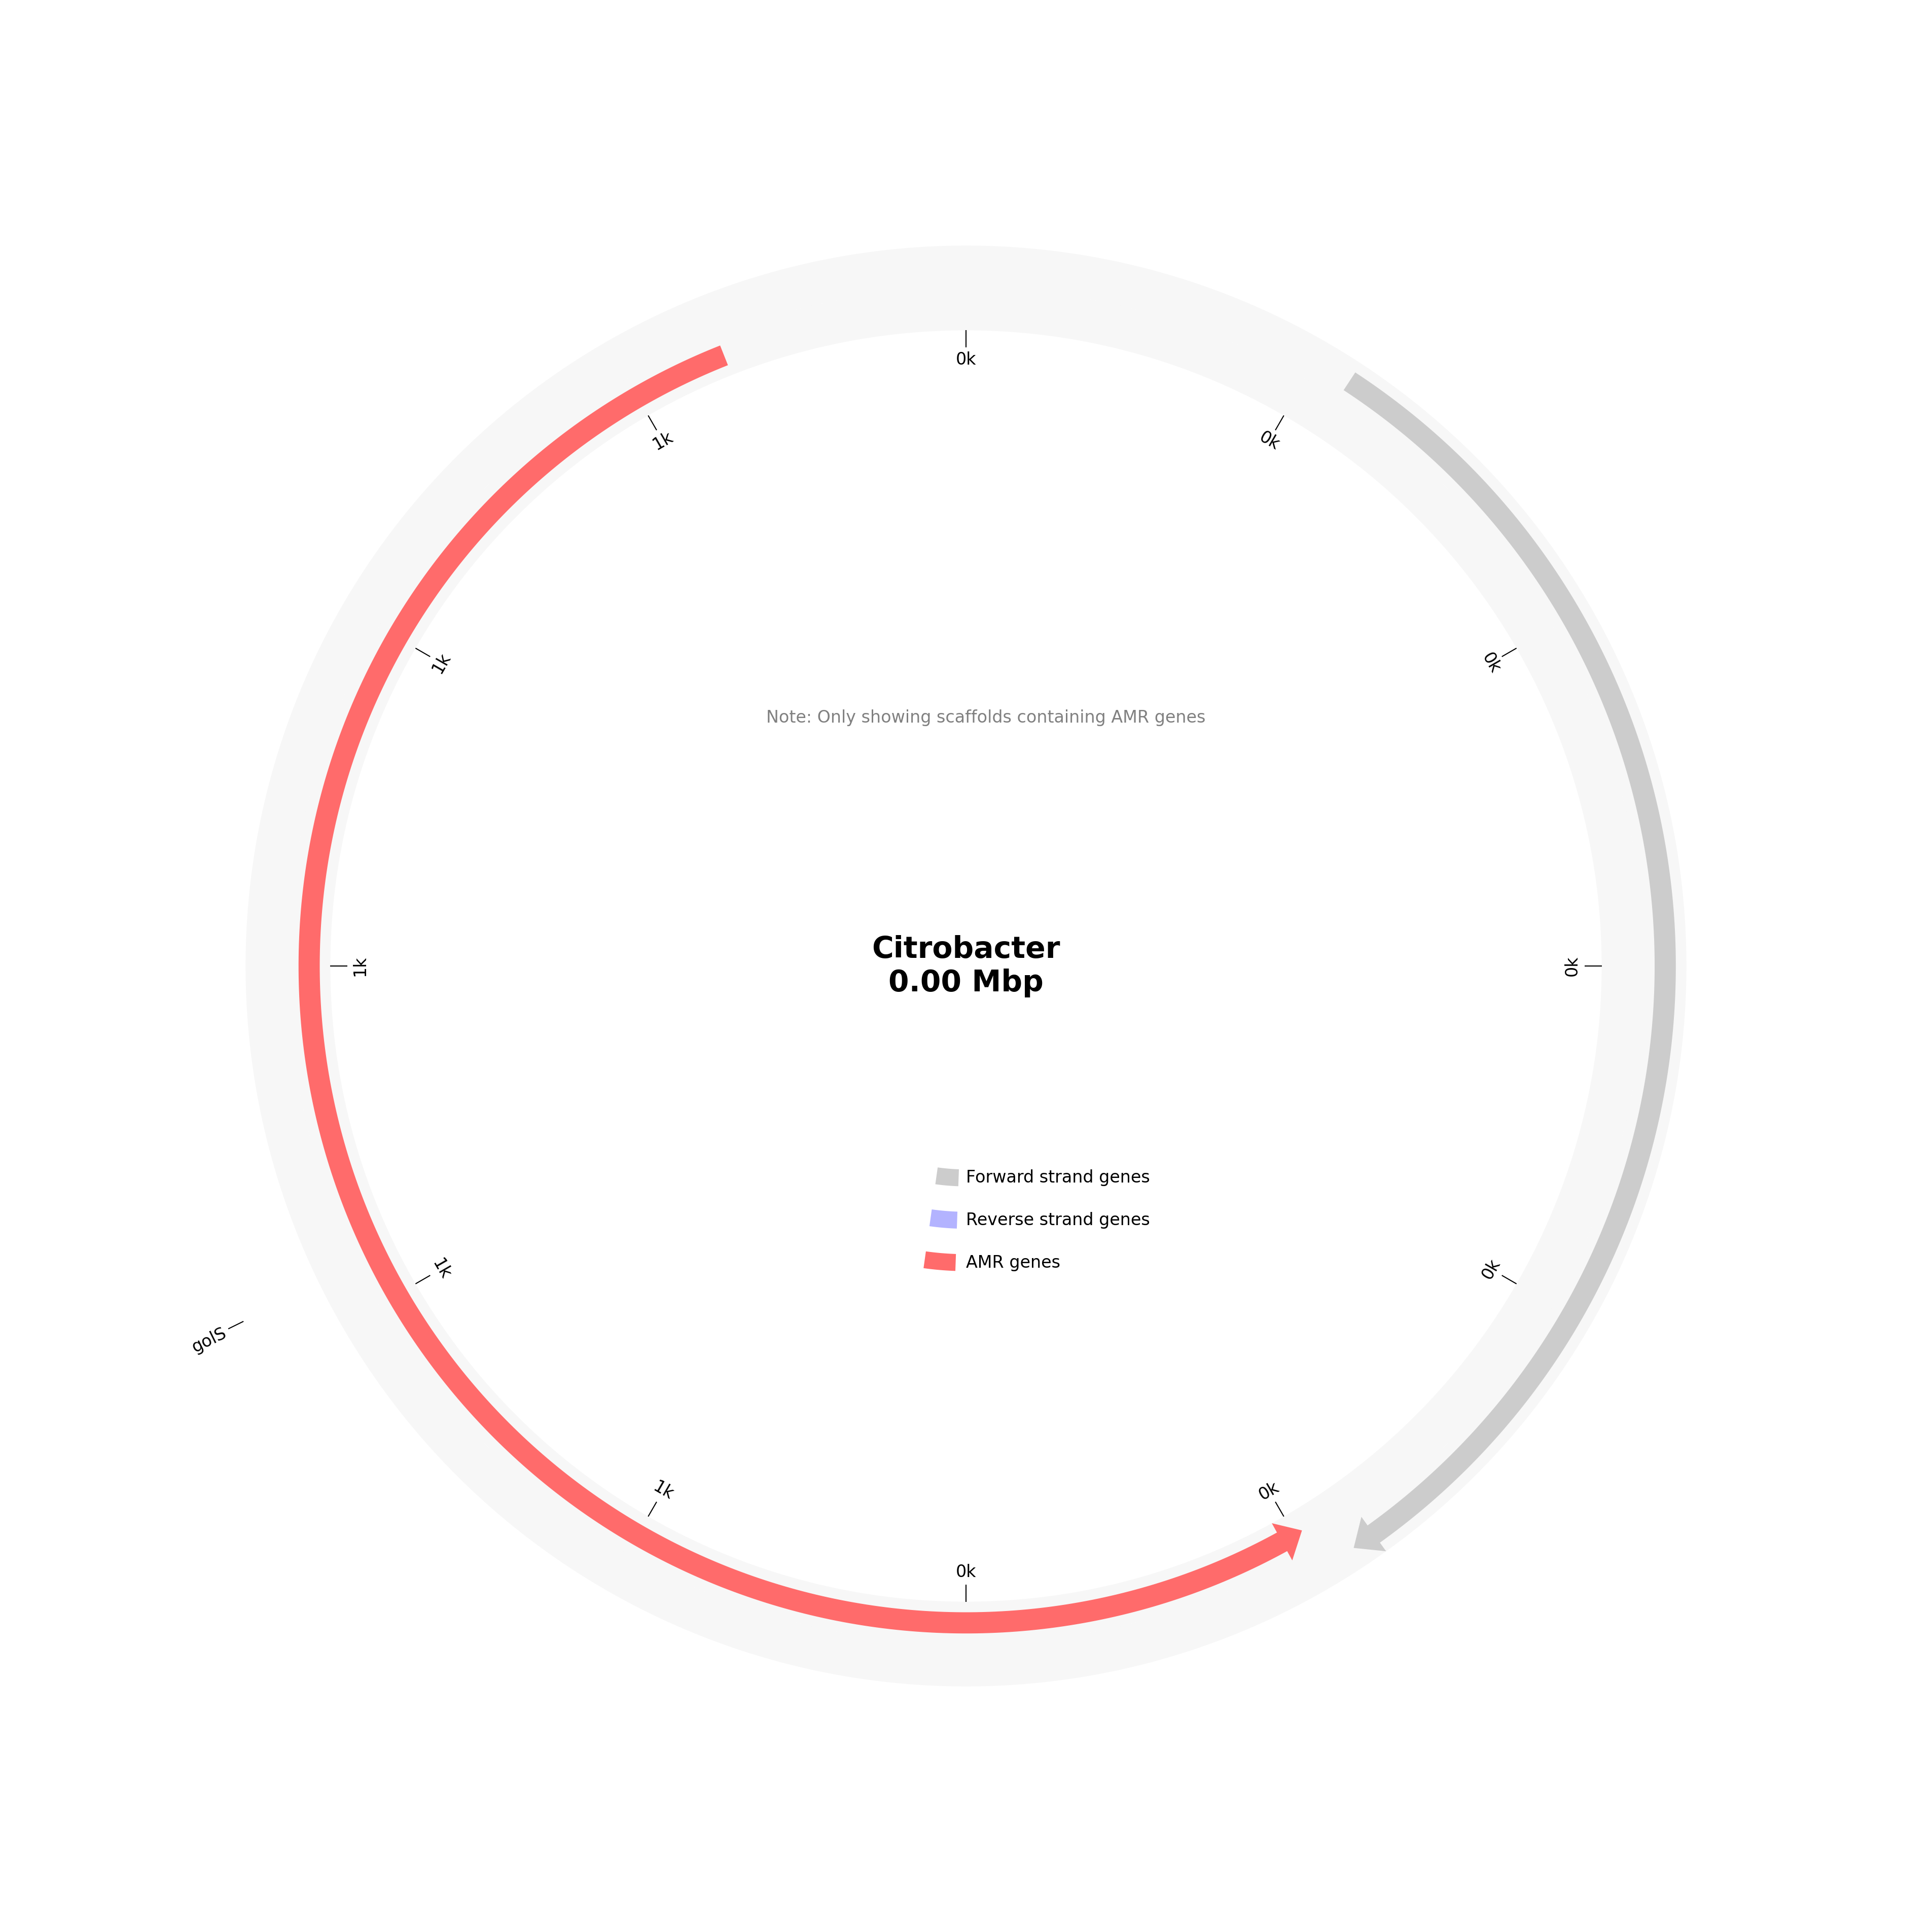 0k
1k
0k
Note: Only showing scaffolds containing AMR genes
1k
0k
Citrobacter
0.00 Mbp
1k
0k
Forward strand genes
Reverse strand genes
AMR genes
1k
0k
golS
1k
0k
0k